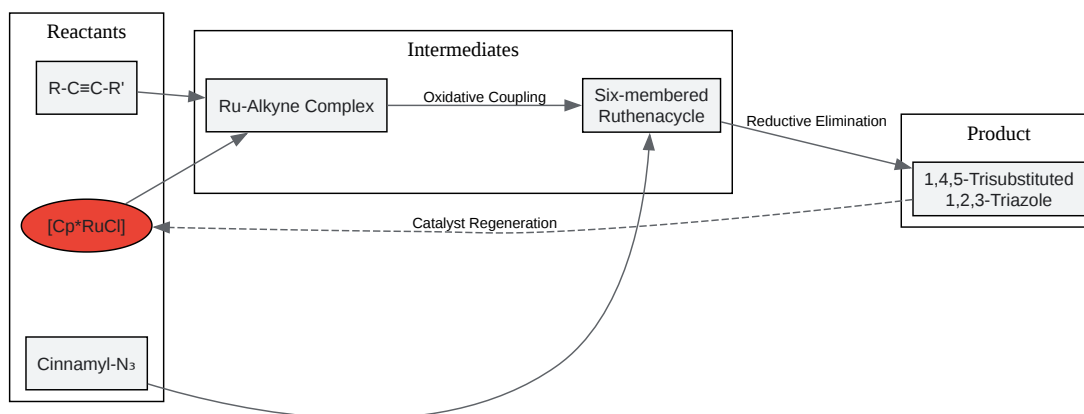 Reactants
R-C≡C-R'
[Cp*RuCl]
Cinnamyl-N₃
Intermediates
Ru-Alkyne Complex
Oxidative Coupling
Six-membered
Ruthenacycle
Reductive Elimination
Product
1,4,5-Trisubstituted
1,2,3-Triazole
Catalyst Regeneration